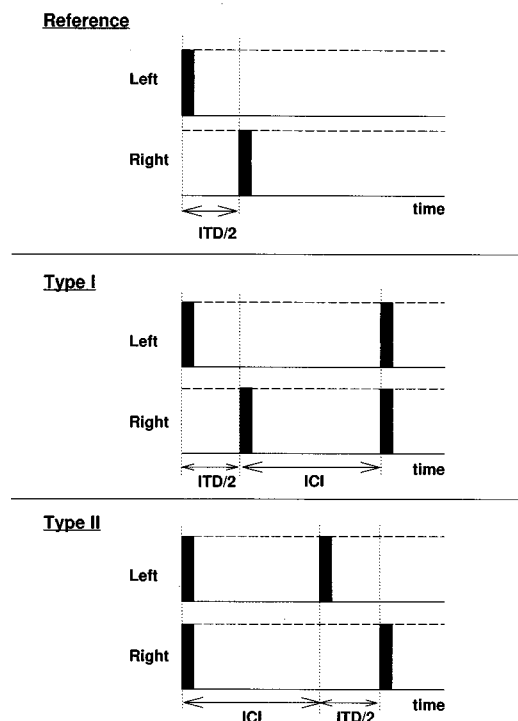 Reference
Left
Right
time
ITD/2
Type I
Left
Right
time
ITD/2 ICI
Type II
Left
Right
time
ICI ITD/2